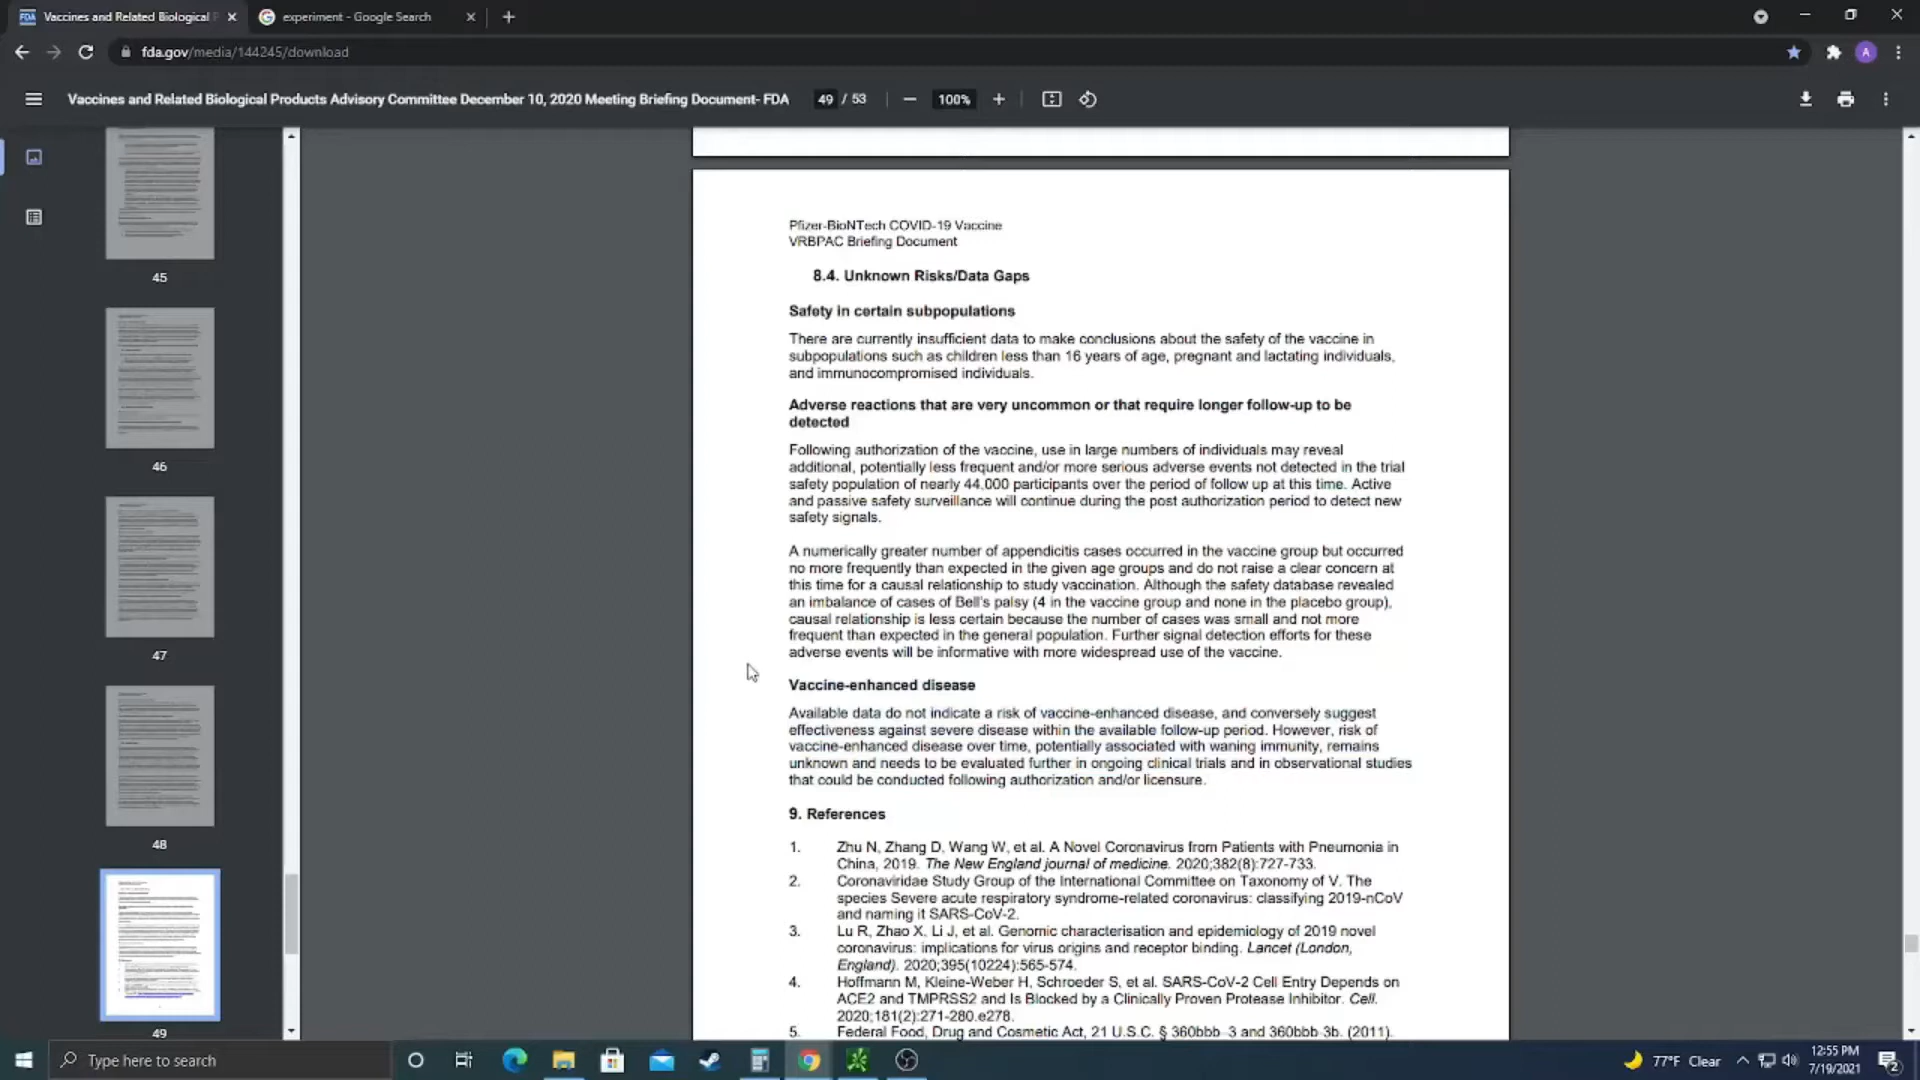 Vaccines and Related Biological P
experiment - Google Search
fda.gov/media/144245/download
A
Vaccines and Related Biological Products Advisory Committee December 10, 2020 Meeting Briefing Document- FDA
49 / 53
100%
45
46
47
48
49
Pfizer-BioNTech COVID-19 Vaccine
VRBPAC Briefing Document
8.4. Unknown Risks/Data Gaps
Safety in certain subpopulations
There are currently insufficient data to make conclusions about the safety of the vaccine in
subpopulations such as children less than 16 years of age, pregnant and lactating individuals,
and immunocompromised individuals.
Adverse reactions that are very uncommon or that require longer follow-up to be
detected
Following authorization of the vaccine, use in large numbers of individuals may reveal
additional, potentially less frequent and/or more serious adverse events not detected in the trial
safety population of nearly 44,000 participants over the period of follow up at this time. Active
and passive safety surveillance will continue during the post authorization period to detect new
safety signals.
A numerically greater number of appendicitis cases occurred in the vaccine group but occurred
no more frequently than expected in the given age groups and do not raise a clear concern at
this time for a causal relationship to study vaccination. Although the safety database revealed
an imbalance of cases of Bell's palsy (4 in the vaccine group and none in the placebo group),
causal relationship is less certain because the number of cases was small and not more
frequent than expected in the general population. Further signal detection efforts for these
adverse events will be informative with more widespread use of the vaccine.
Vaccine-enhanced disease
Available data do not indicate a risk of vaccine-enhanced disease, and conversely suggest
effectiveness against severe disease within the available follow-up period. However, risk of
vaccine-enhanced disease over time, potentially associated with waning immunity, remains
unknown and needs to be evaluated further in ongoing clinical trials and in observational studies
that could be conducted following authorization and/or licensure.
9. References
1. Zhu N, Zhang D, Wang W, et al. A Novel Coronavirus from Patients with Pneumonia in
China, 2019. The New England journal of medicine. 2020;382(8):727-733.
2. Coronaviridae Study Group of the International Committee on Taxonomy of V. The
species Severe acute respiratory syndrome-related coronavirus: classifying 2019-nCoV
and naming it SARS-CoV-2.
3. Lu R, Zhao X, Li J, et al. Genomic characterisation and epidemiology of 2019 novel
coronavirus: implications for virus origins and receptor binding. Lancet (London,
England). 2020;395(10224):565-574.
4. Hoffmann M, Kleine-Weber H, Schroeder S, et al. SARS-CoV-2 Cell Entry Depends on
ACE2 and TMPRSS2 and Is Blocked by a Clinically Proven Protease Inhibitor. Cell.
2020;181(2):271-280.e278.
5. Federal Food, Drug and Cosmetic Act, 21 U.S.C. § 360bbb-3 and 360bbb-3b. (2011).
Type here to search
77°F Clear
12:55 PM
7/19/2021
2